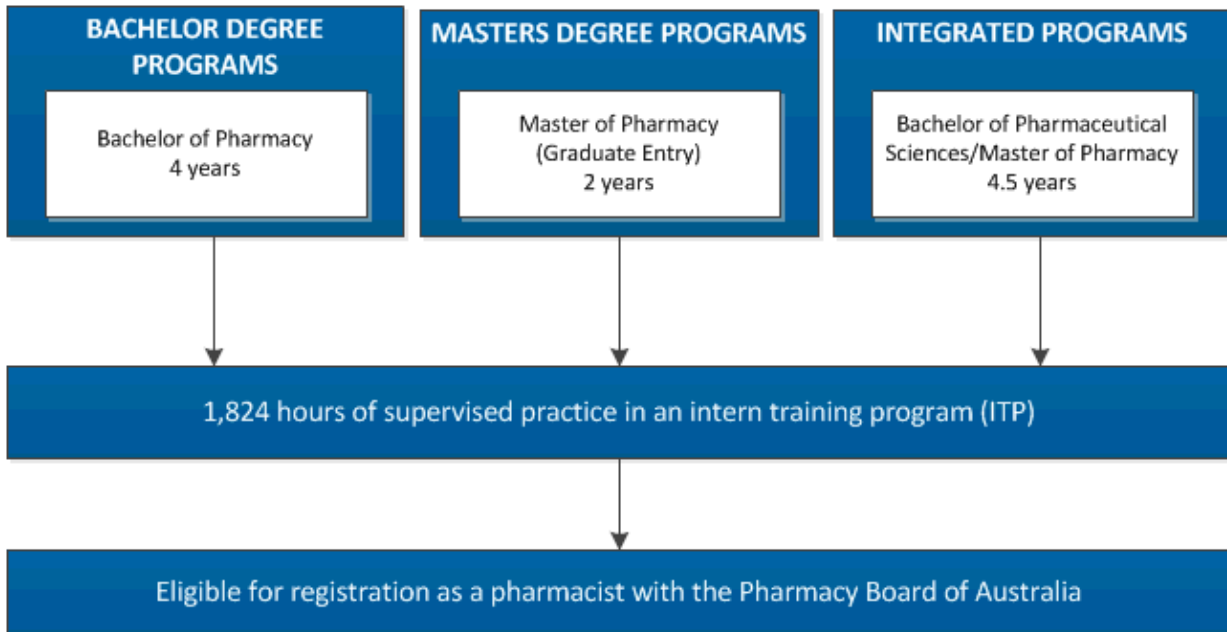 BACHELOR DEGREE
PROGRAMS
Bachelor of Pharmacy
4 years
MASTERS DEGREE PROGRAMS
Master of Pharmacy
(Graduate Entry)
2 years
INTEGRATED PROGRAMS
Bachelor of Pharmaceutical
Sciences/Master of Pharmacy
4.5 years
1,824 hours of supervised practice in an intern training program (ITP)
Eligible for registration as a pharmacist with the Pharmacy Board of Australia